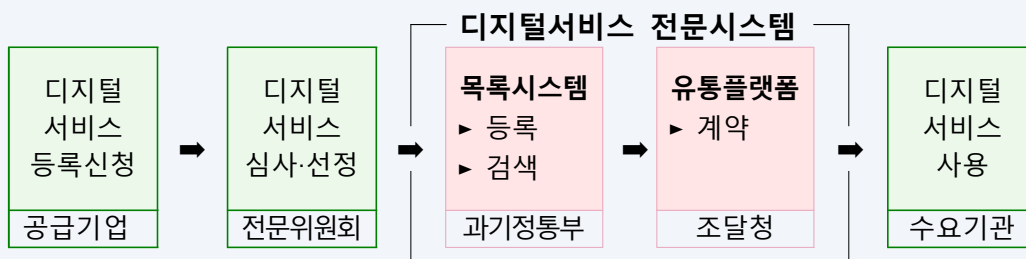 디지털서비스 전문시스템
디지털
서비스
등록신청
공급기업
➡
디지털
서비스
심사·선정
전문위원회
➡
목록시스템
► 등록
► 검색
과기정통부
➡
유통플랫폼
► 계약
조달청
➡
디지털
서비스
사용
수요기관